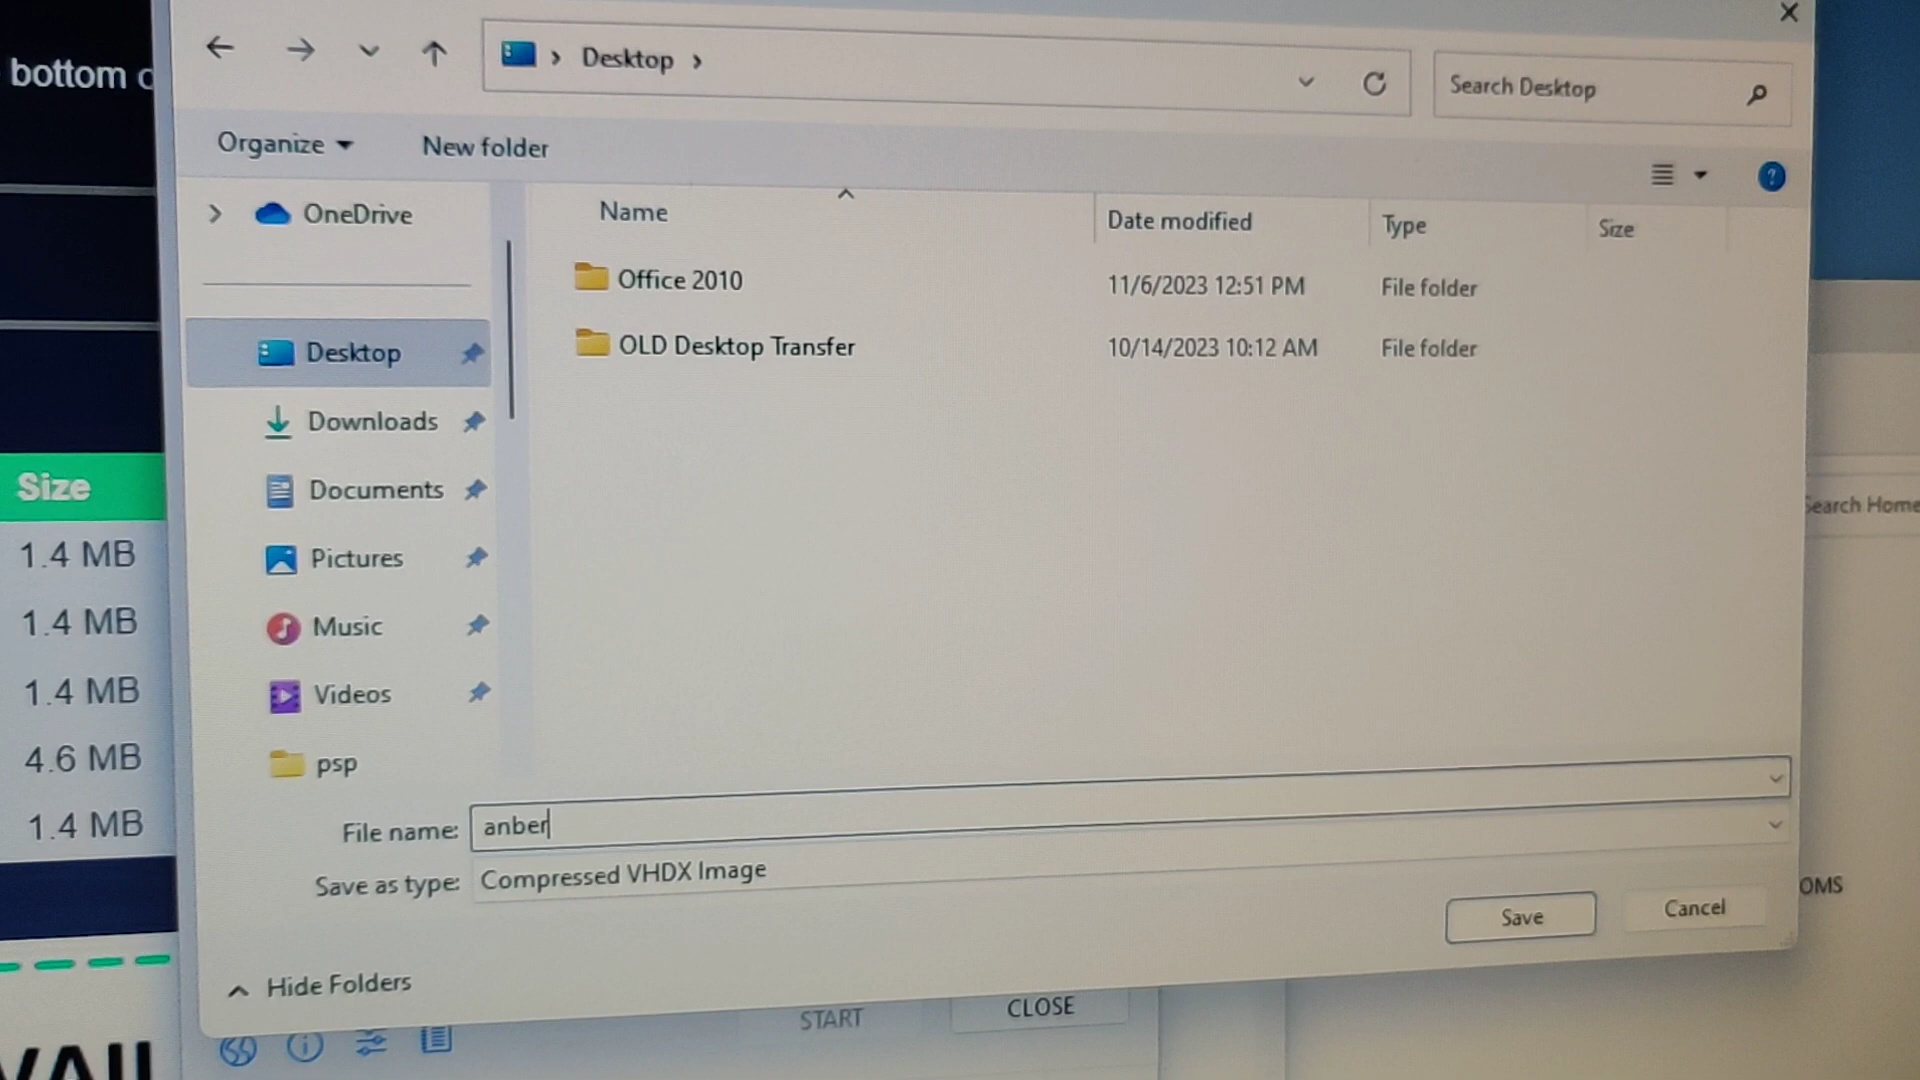 bottom
Desktop
Search Desktop
Organize
New folder
OneDrive
Name
Date modified
Type
Size
Office 2010
11/6/2023 12:51 PM
File folder
OLD Desktop Transfer
10/14/2023 10:12 AM
File folder
Desktop
Downloads
Documents
Pictures
Music
Videos
psp
Size
1.4 MB
1.4 MB
1.4 MB
4.6 MB
1.4 MB
Search Home
File name:
anber
Save as type:
Compressed VHDX Image
OMS
Save
Cancel
Hide Folders
START
CLOSE